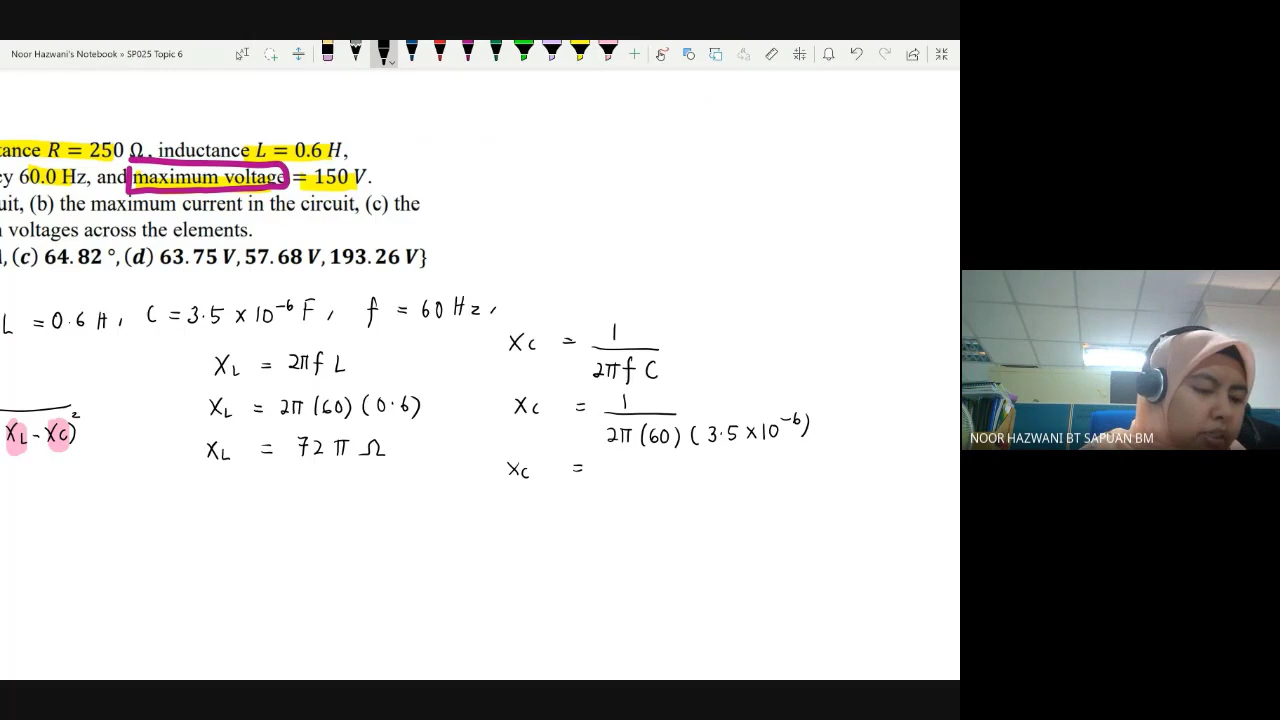 Noor Hazwani's Notebook » SP025 Topic 6
tance R = 250 Ω, inductance L = 0.6 H,
cy 60.0 Hz, and maximum voltage = 150 V.
uit, (b) the maximum current in the circuit, (c) the
n voltages across the elements.
, (c) 64.82 °, (d) 63.75 V, 57.68 V, 193.26 V}
L = 0.6 H, C = 3.5 × 10⁻⁶ F, f = 60 Hz,
X_L = 2πf L
X_L = 2π (60) (0.6)
X_L = 72 π Ω
X_L - X_C)²
X_C = 1 / 2πf C
X_C = 1 / 2π (60) (3.5 × 10⁻⁶)
X_C =
NOOR HAZWANI BT SAPUAN BM